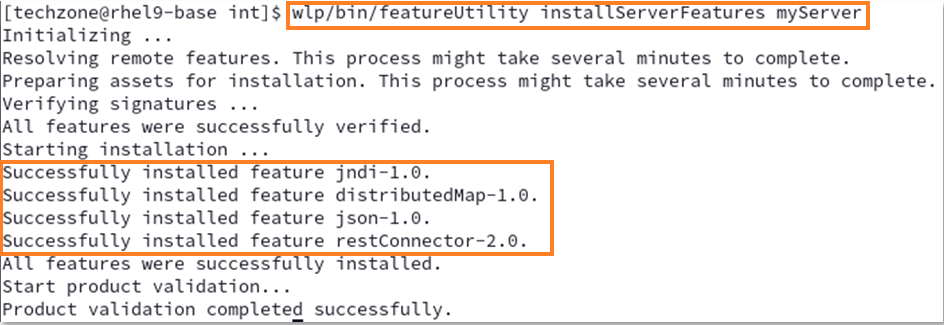 [techzone@rhel9-base int]$ wlp/bin/featureUtility installServerFeatures myServer
Initializing ...
Resolving remote features. This process might take several minutes to complete.
Preparing assets for installation. This process might take several minutes to complete.
Verifying signatures ...
All features were successfully verified.
Starting installation ...
Successfully installed feature jndi-1.0.
Successfully installed feature distributedMap-1.0.
Successfully installed feature json-1.0.
Successfully installed feature restConnector-2.0.
All features were successfully installed.
Start product validation...
Product validation completed successfully.